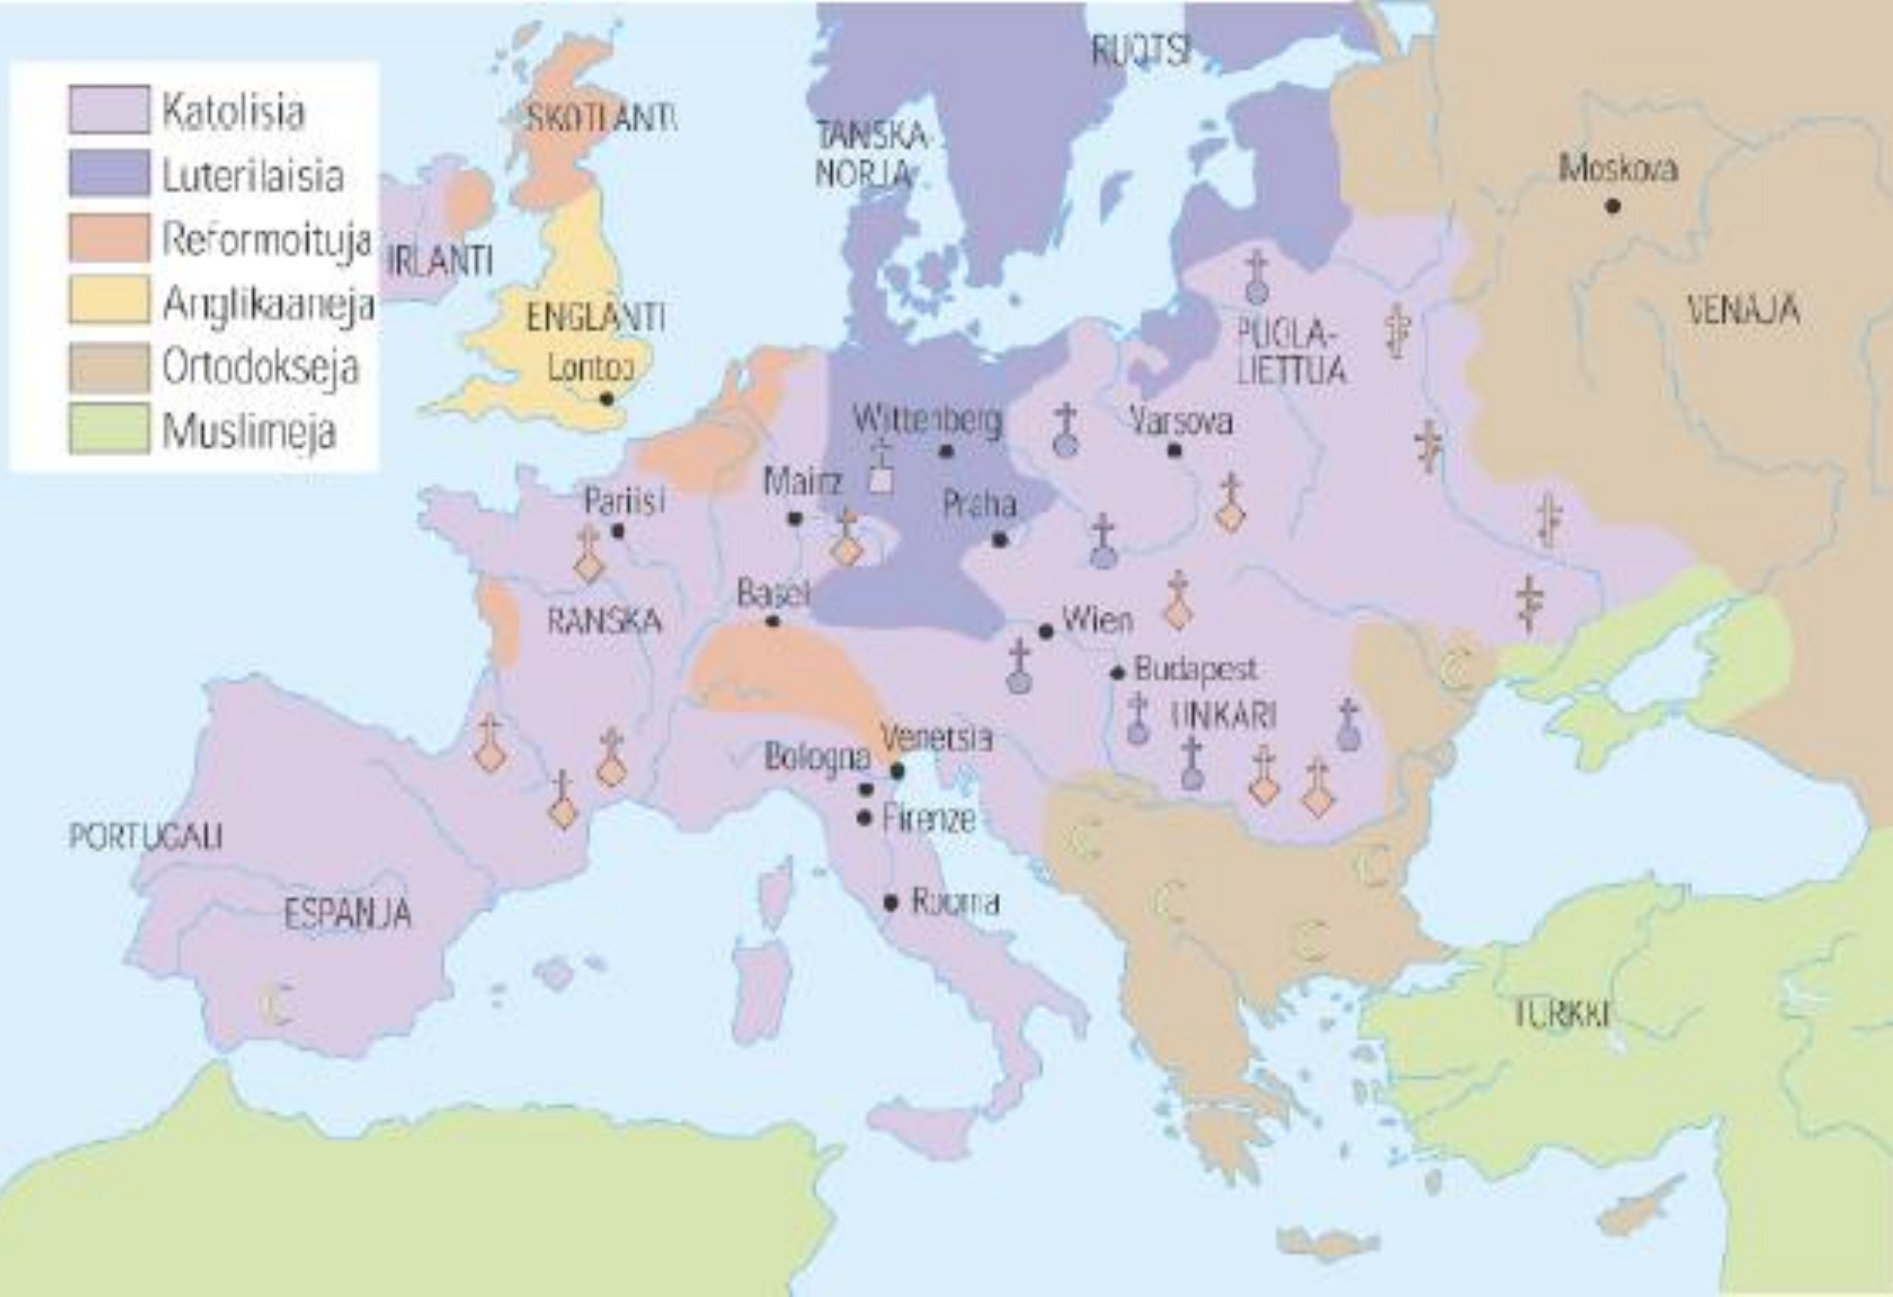 Katolisia
Luterilaisia
Reformoituja
Anglikaaneja
Ortodokseja
Muslimeja
RUOTSI
SKOTLANTI
TANSKA-
NORJA
Moskova
IRLANTI
ENGLANTI
Lontoo
VENÄJÄ
PUOLA-
LIETTUA
Wittenberg
Varsova
Mainz
Pariisi
Praha
Basel
RANSKA
Wien
Budapest
UNKARI
Venetsia
Bologna
Firenze
PORTUGALI
ESPANJA
Rooma
TURKKI